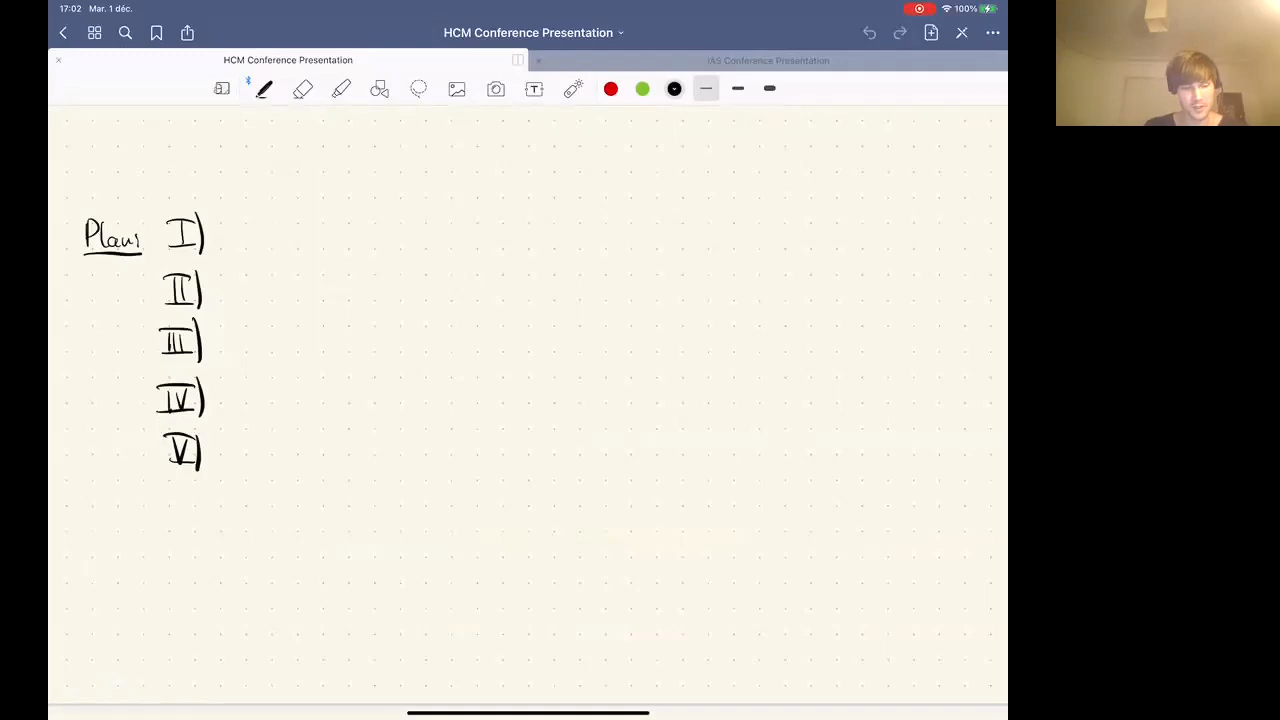 17:02 Mar. 1 déc. 100%
HCM Conference Presentation
HCM Conference Presentation IAS Conference Presentation
T
Plan: I)
II)
III)
IV)
V)